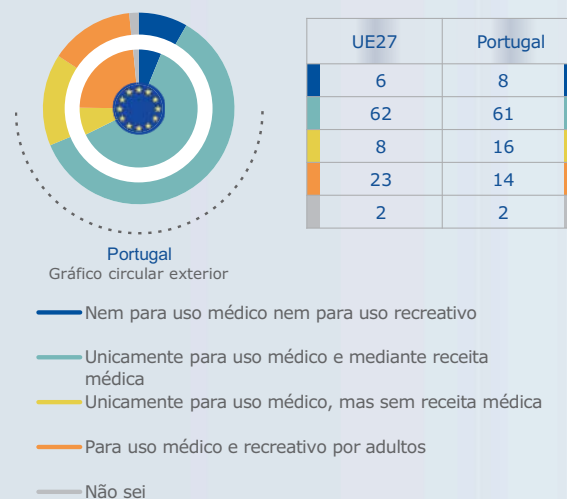 UE27 Portugal
6 8
62 61
8 16
23 14
2 2
Portugal
Gráfico circular exterior
Nem para uso médico nem para uso recreativo
Unicamente para uso médico e mediante receita
médica
Unicamente para uso médico, mas sem receita médica
Para uso médico e recreativo por adultos
Não sei